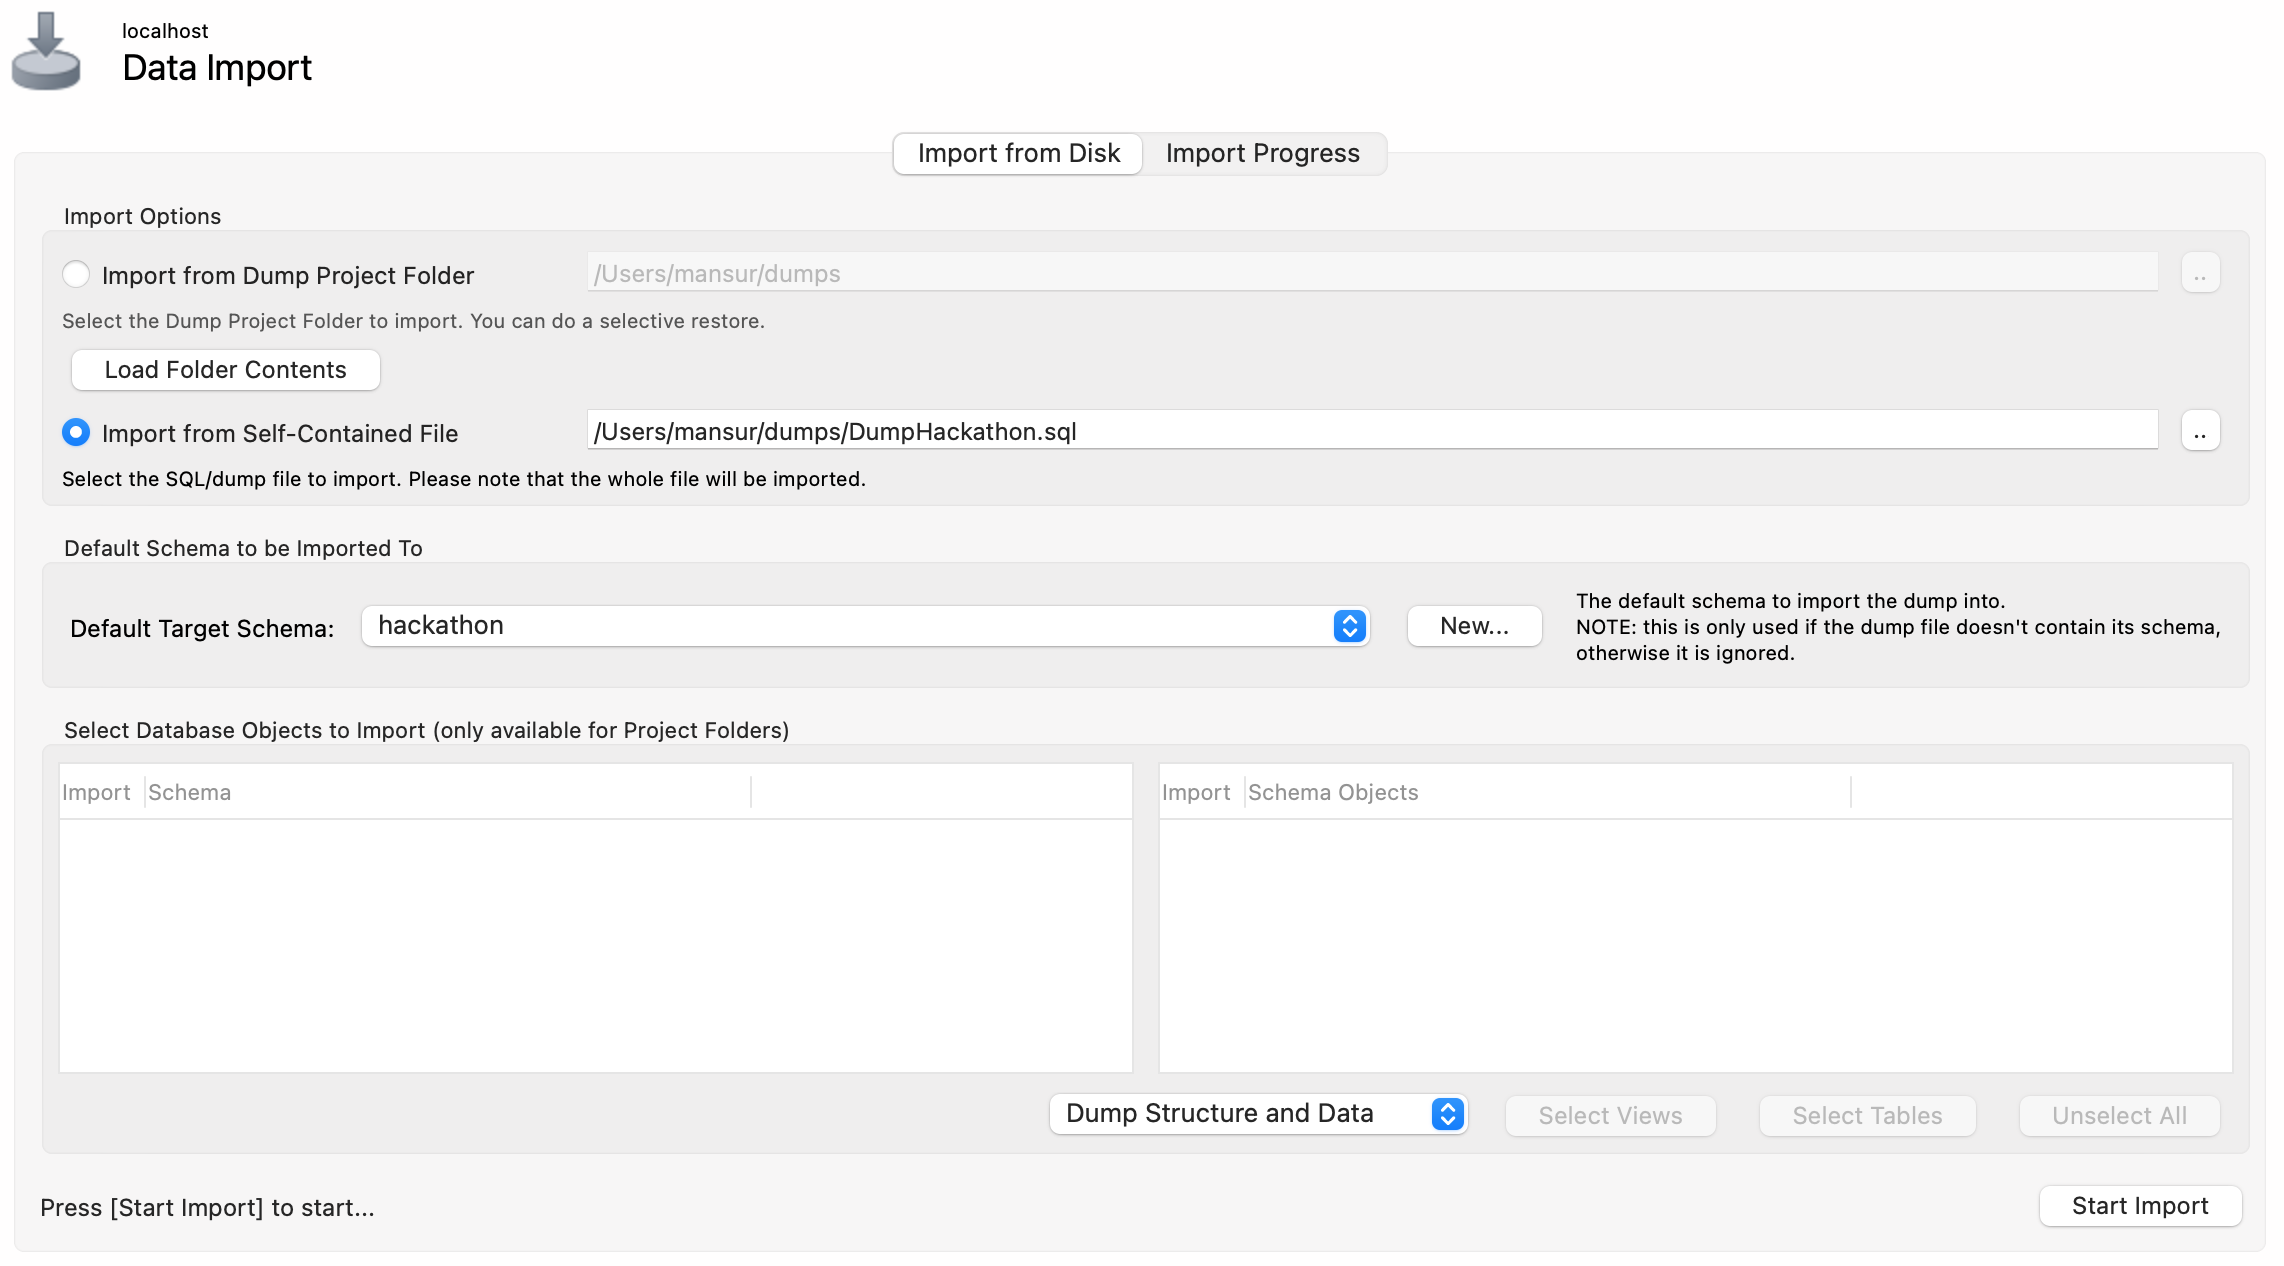 localhost
Data Import
Import from Disk
Import Progress
Import Options
Import from Dump Project Folder
/Users/mansur/dumps
..
Select the Dump Project Folder to import. You can do a selective restore.
Load Folder Contents
Import from Self-Contained File
/Users/mansur/dumps/DumpHackathon.sql
..
Select the SQL/dump file to import. Please note that the whole file will be imported.
Default Schema to be Imported To
Default Target Schema:
hackathon
New...
The default schema to import the dump into.
NOTE: this is only used if the dump file doesn't contain its schema,
otherwise it is ignored.
Select Database Objects to Import (only available for Project Folders)
Import
Schema
Import
Schema Objects
Dump Structure and Data
Select Views
Select Tables
Unselect All
Press [Start Import] to start...
Start Import